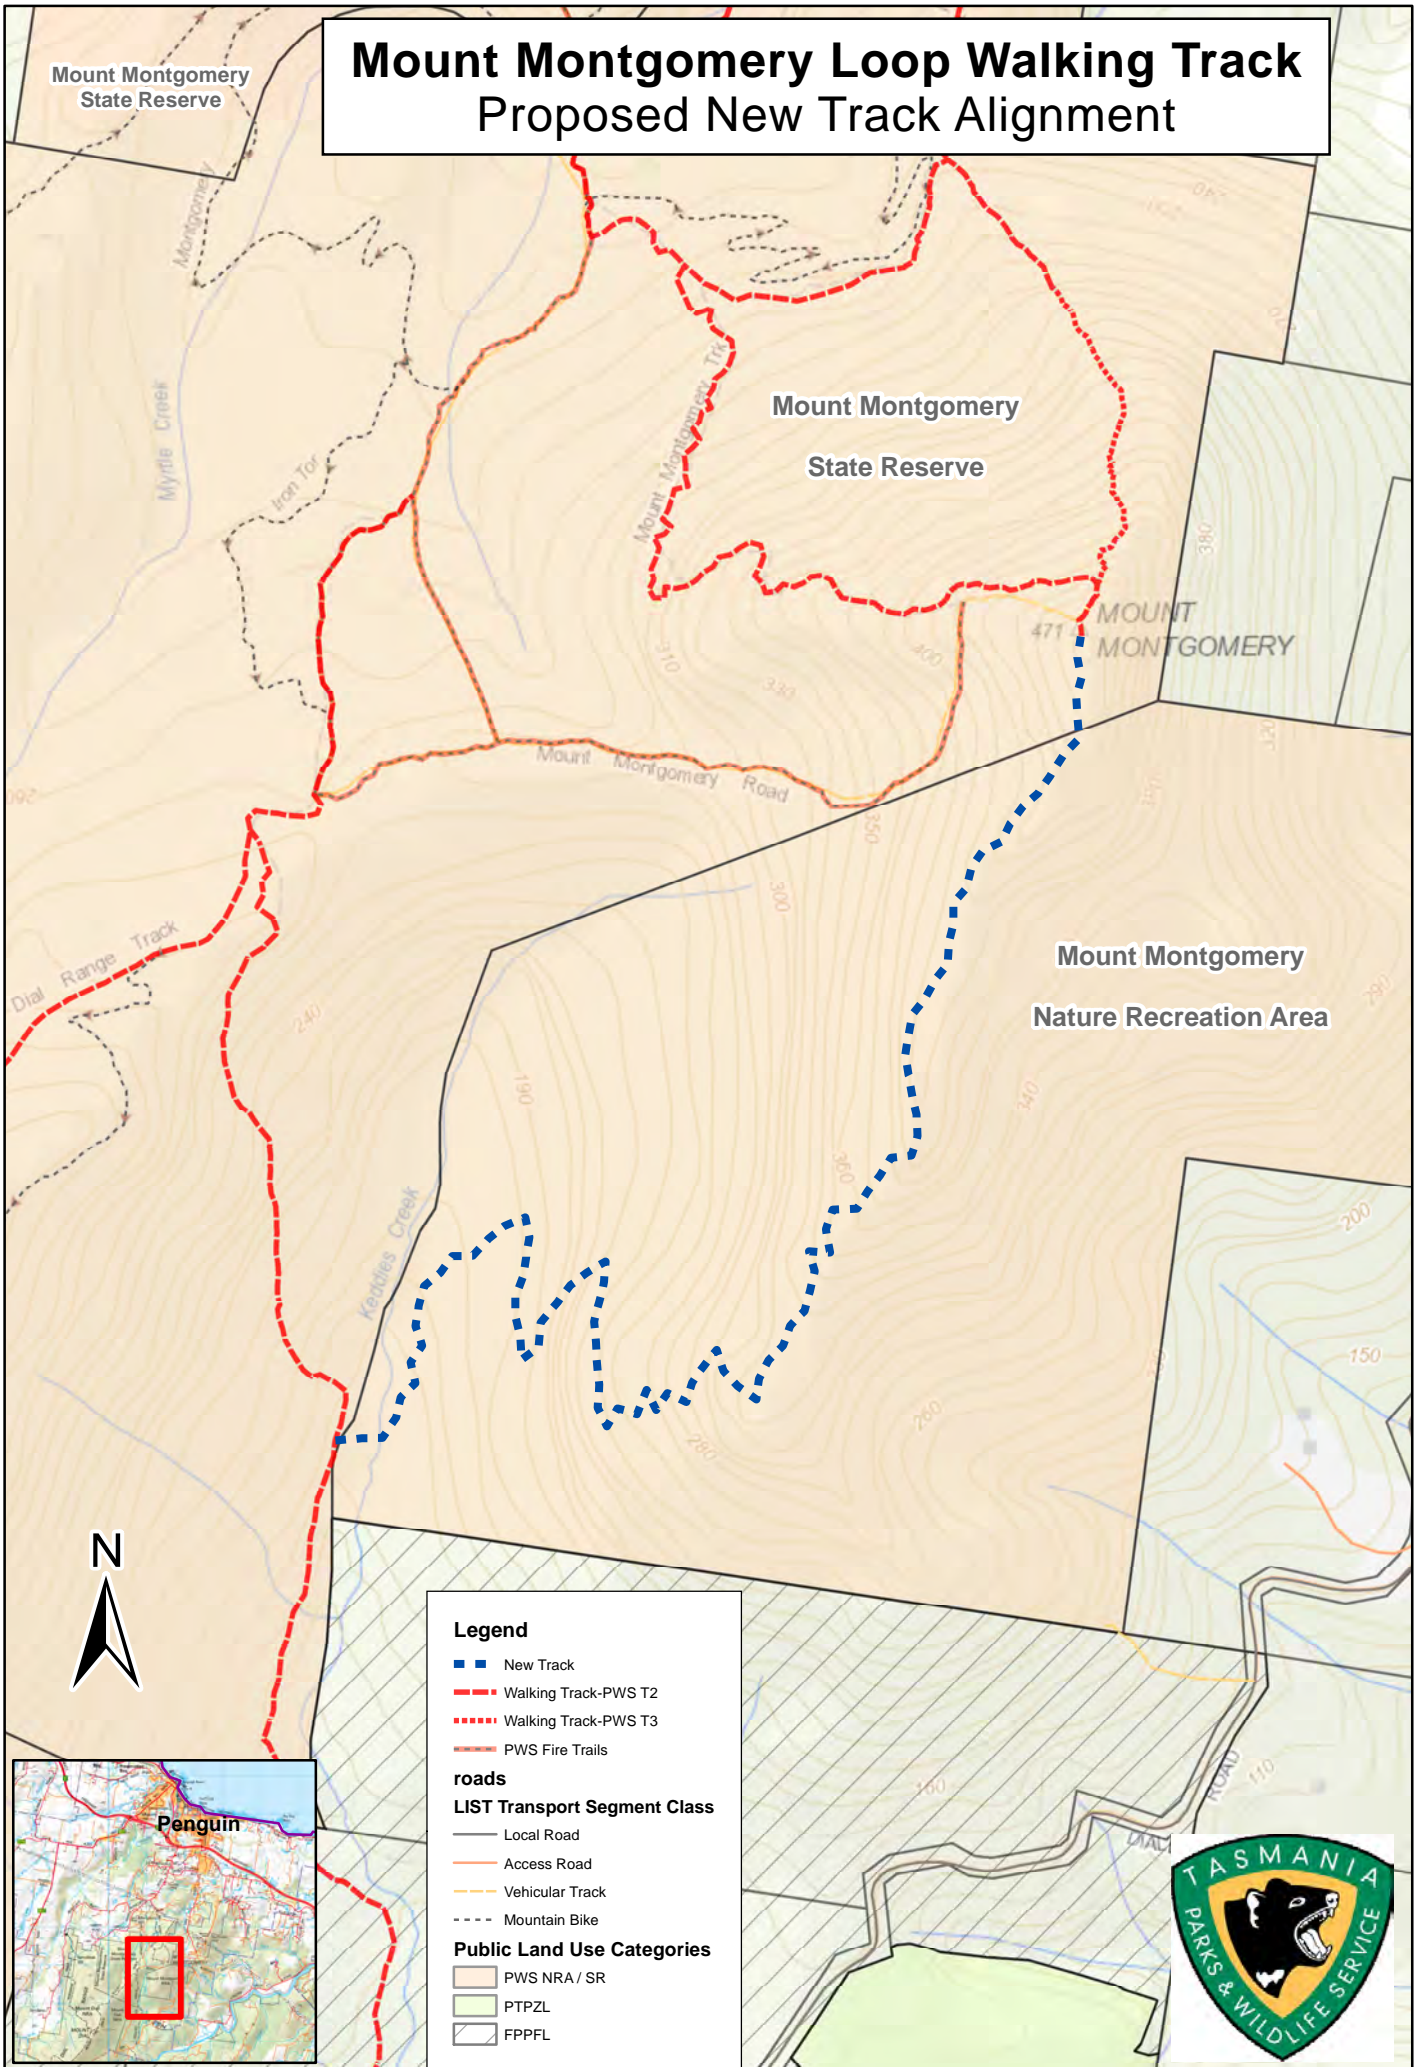 Mount Montgomery Loop Walking Track
Proposed New Track Alignment
Mount Montgomery
State Reserve
Montgomery
240
Myrtle Creek
Iron Tor
Mount Montgomery Trk
Mount Montgomery
State Reserve
380
MOUNT
471
MONTGOMERY
310
400
330
320
Mount Montgomery Road
260
350
300
Dial Range Track
240
Mount Montgomery
Nature Recreation Area
290
190
340
360
Keddies Creek
200
150
260
280
N
Legend
New Track
Walking Track-PWS T2
Walking Track-PWS T3
PWS Fire Trails
roads
LIST Transport Segment Class
Local Road
Access Road
Vehicular Track
Mountain Bike
Public Land Use Categories
PWS NRA / SR
PTPZL
FPPFL
Penguin
160
110
ROAD
TASMANIA
PARKS & WILDLIFE SERVICE